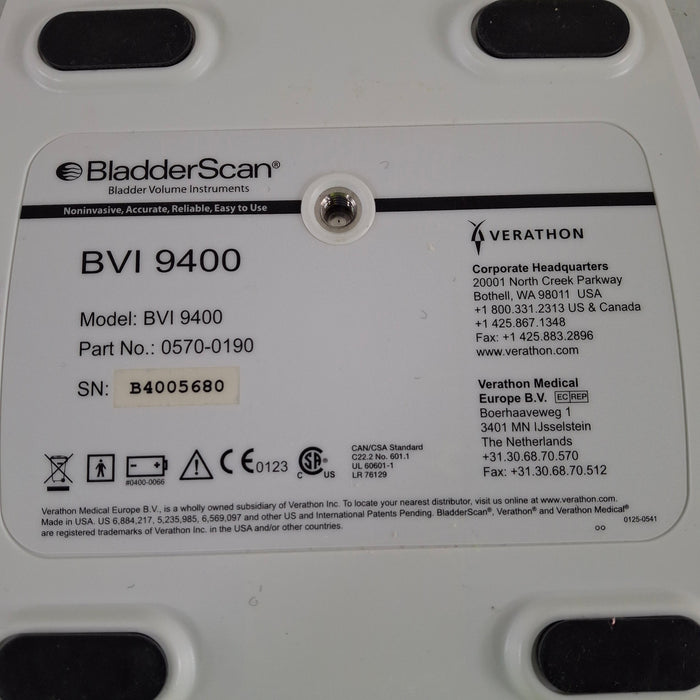 BladderScan®
Bladder Volume Instruments
Noninvasive, Accurate, Reliable, Easy to Use
BVI 9400
Model: BVI 9400
Part No.: 0570-0190
SN: B4005680
VERATHON
Corporate Headquarters
20001 North Creek Parkway
Bothell, WA 98011 USA
+1 800.331.2313 US & Canada
+1 425.867.1348
Fax: +1 425.883.2896
www.verathon.com
Verathon Medical
Europe B.V. EC REP
Boerhaaveweg 1
3401 MN IJsselstein
The Netherlands
+31.30.68.70.570
Fax: +31.30.68.70.512
#0400-0066
CE 0123
C SA US
CAN/CSA Standard
C22.2 No. 601.1
UL 60601-1
LR 76129
Verathon Medical Europe B.V., is a wholly owned subsidiary of Verathon Inc. To locate your nearest distributor, visit us online at www.verathon.com.
Made in USA. US 6,884,217, 5,235,985, 6,569,097 and other US and International Patents Pending. BladderScan®, Verathon® and Verathon Medical®
are registered trademarks of Verathon Inc. in the USA and/or other countries.
0125-0541